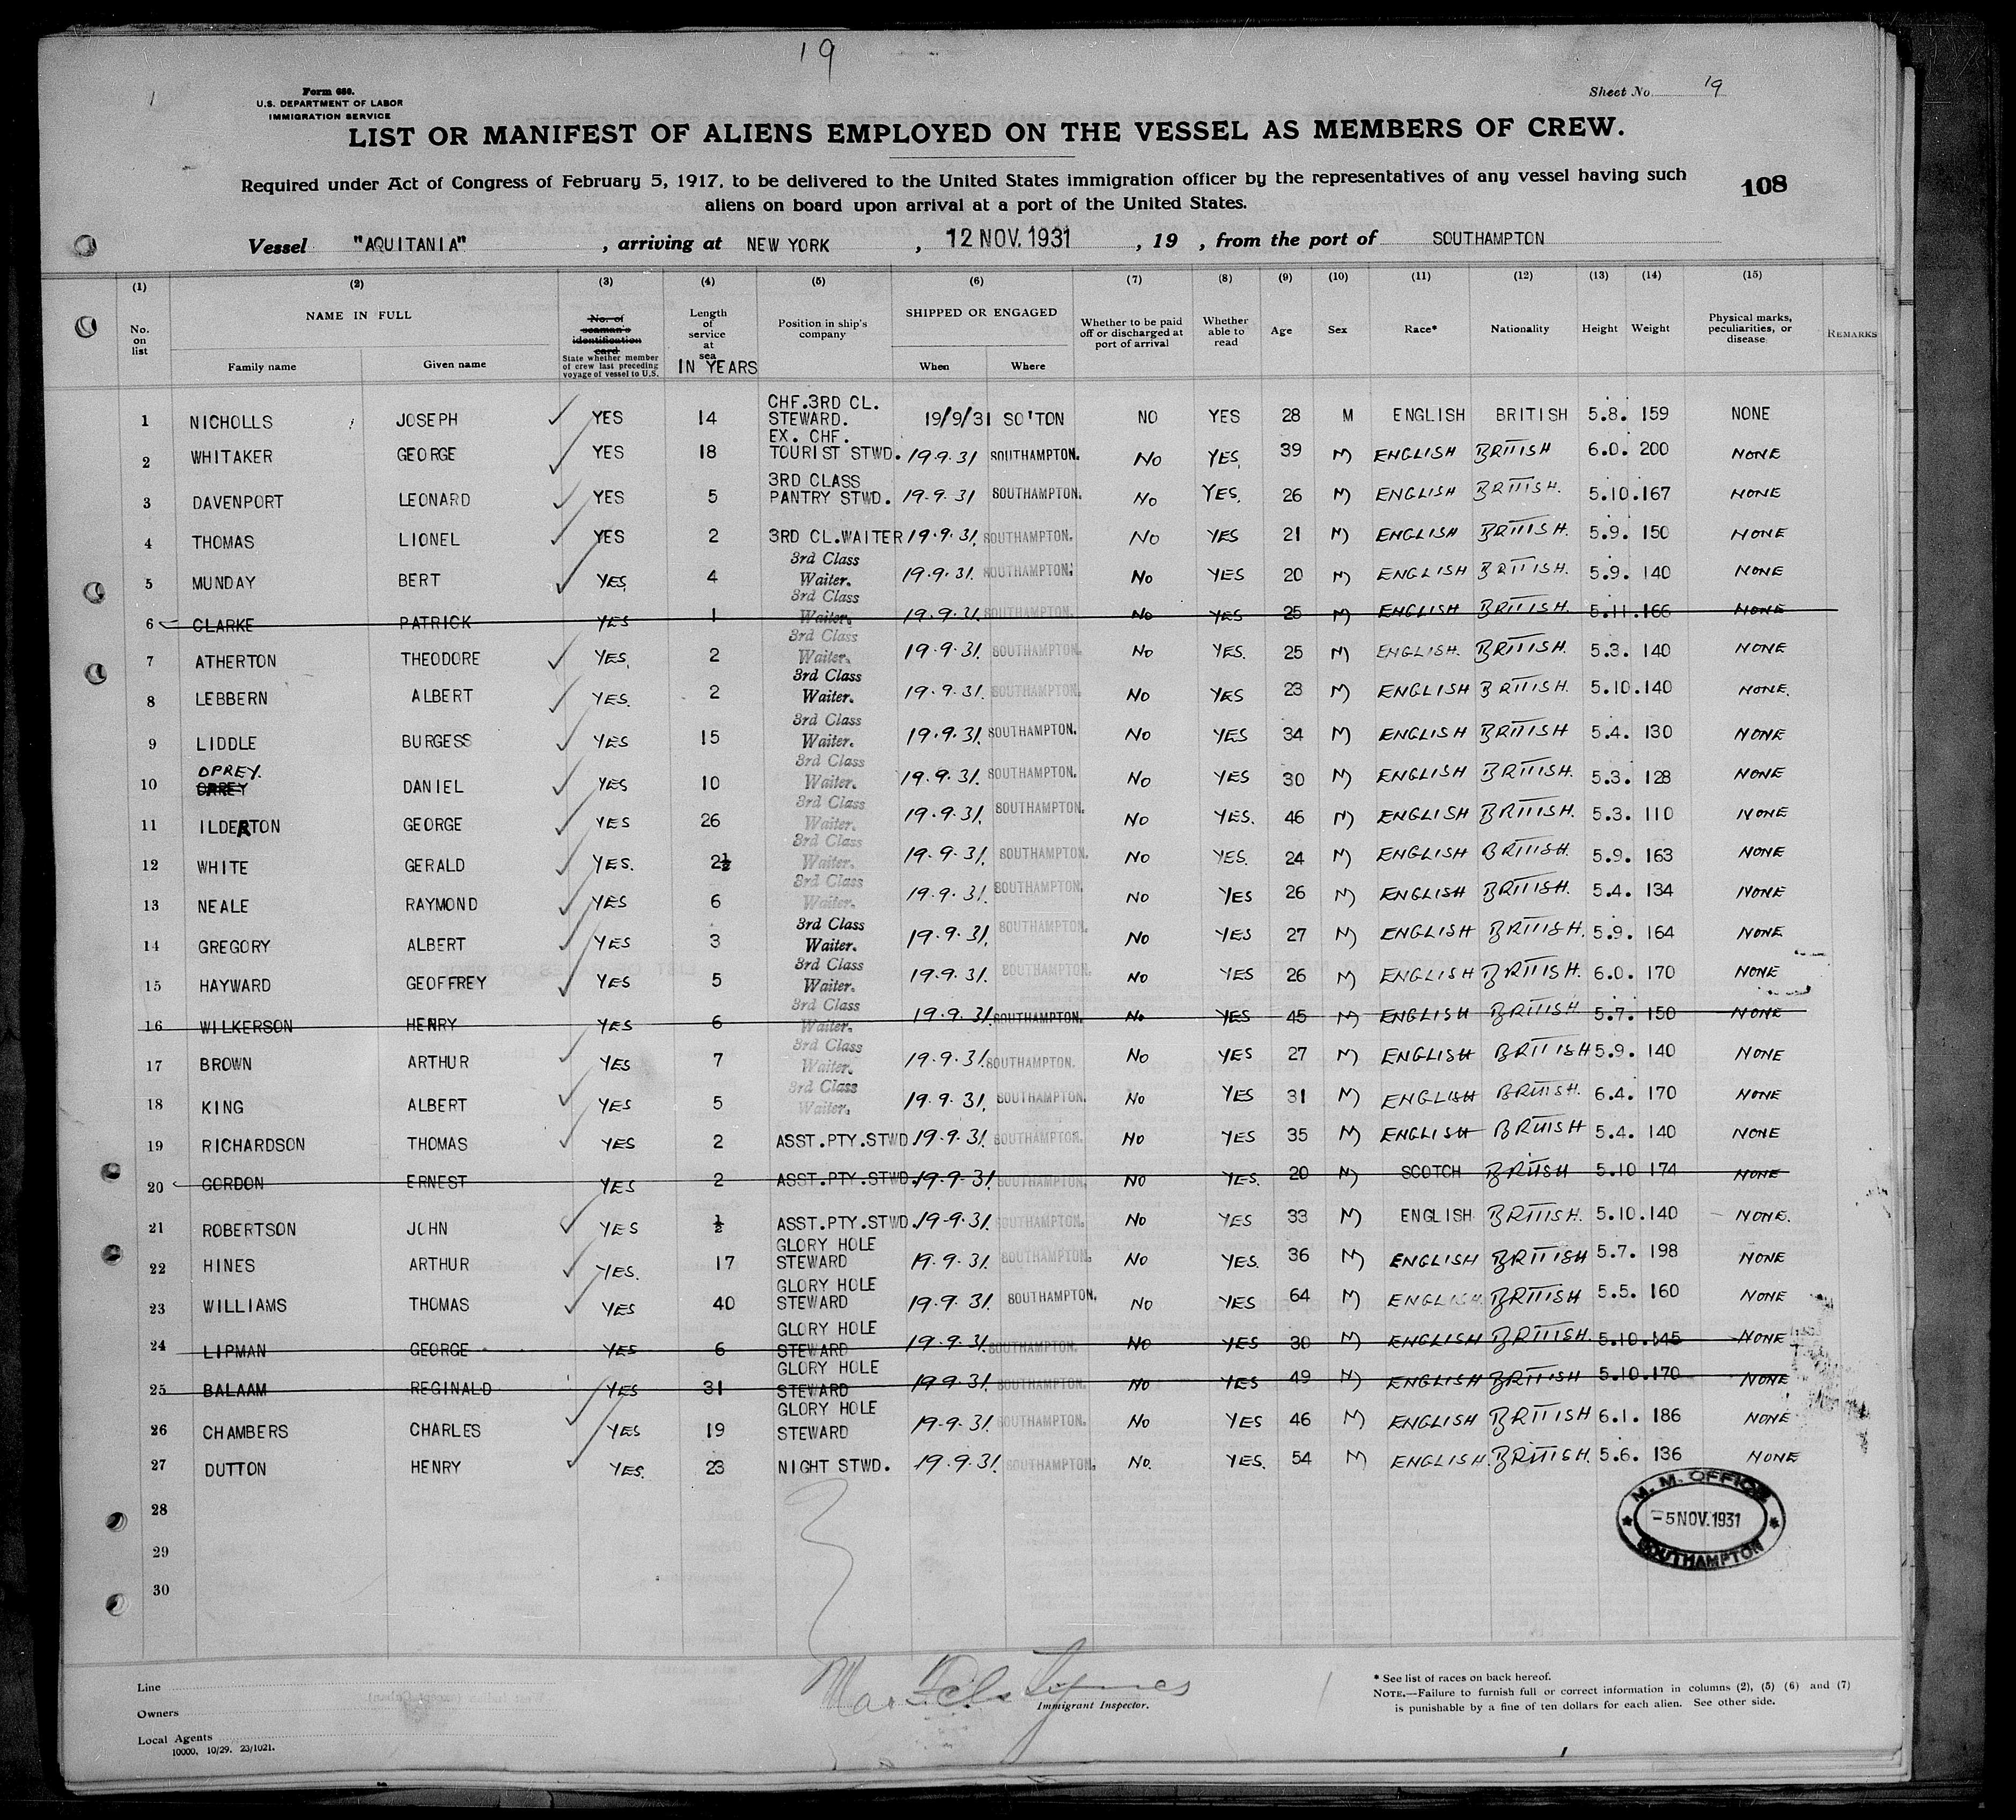 19
1
Form 686.
U.S. DEPARTMENT OF LABOR
IMMIGRATION SERVICE
Sheet No. 19
LIST OR MANIFEST OF ALIENS EMPLOYED ON THE VESSEL AS MEMBERS OF CREW.
Required under Act of Congress of February 5, 1917, to be delivered to the United States immigration officer by the representatives of any vessel having such
aliens on board upon arrival at a port of the United States.
108
Vessel "AQUITANIA", arriving at NEW YORK, 12 NOV. 1931, 19 , from the port of SOUTHAMPTON
(1) (2) (3) (4) (5) (6) (7) (8) (9) (10) (11) (12) (13) (14) (15)
No. on list
NAME IN FULL
Family name Given name
No. of seaman's identification card
State whether member of crew last preceding voyage of vessel to U.S.
Length of service at sea IN YEARS
Position in ship's company
SHIPPED OR ENGAGED
When Where
Whether to be paid off or discharged at port of arrival
Whether able to read
Age Sex Race* Nationality Height Weight
Physical marks, peculiarities, or disease
REMARKS
1 NICHOLLS JOSEPH YES 14 CHF.3RD CL. STEWARD. 19/9/31 SO'TON NO YES 28 M ENGLISH BRITISH 5.8. 159 NONE
2 WHITAKER GEORGE YES 18 EX. CHF. TOURIST STWD. 19.9.31 SOUTHAMPTON. NO YES. 39 M ENGLISH BRITISH 6.0. 200 NONE
3 DAVENPORT LEONARD YES 5 3RD CLASS PANTRY STWD. 19.9.31 SOUTHAMPTON. NO YES. 26 M ENGLISH BRITISH. 5.10. 167 NONE
4 THOMAS LIONEL YES 2 3RD CL.WAITER 19.9.31. SOUTHAMPTON. NO YES 21 M ENGLISH BRITISH. 5.9. 150 NONE
5 MUNDAY BERT YES. 4 3rd Class Waiter. 19.9.31. SOUTHAMPTON. NO YES 20 M ENGLISH BRITISH. 5.9. 140 NONE
6 CLARKE PATRICK YES 1 3rd Class Waiter. 19.9.31. SOUTHAMPTON. NO YES 25 M ENGLISH BRITISH. 5.11. 166 NONE
7 ATHERTON THEODORE YES. 2 3rd Class Waiter. 19.9.31. SOUTHAMPTON. NO YES. 25 M ENGLISH. BRITISH. 5.3. 140 NONE
8 LEBBERN ALBERT YES. 2 3rd Class Waiter. 19.9.31. SOUTHAMPTON. NO YES 23 M ENGLISH BRITISH. 5.10. 140 NONE.
9 LIDDLE BURGESS YES 15 3rd Class Waiter. 19.9.31. SOUTHAMPTON. NO YES 34 M ENGLISH BRITISH 5.4. 130 NONE
10 OPREY. DANIEL YES 10 3rd Class Waiter. 19.9.31. SOUTHAMPTON. NO YES 30 M ENGLISH BRITISH. 5.3. 128 NONE
11 ILDERTON GEORGE YES 26 3rd Class Waiter. 19.9.31. SOUTHAMPTON. NO YES. 46 M ENGLISH BRITISH. 5.3. 110 NONE
12 WHITE GERALD YES. 2½ 3rd Class Waiter. 19.9.31. SOUTHAMPTON. NO YES. 24 M ENGLISH BRITISH. 5.9. 163 NONE
13 NEALE RAYMOND YES 6 3rd Class Waiter. 19.9.31. SOUTHAMPTON. NO YES 26 M ENGLISH BRITISH. 5.4. 134 NONE
14 GREGORY ALBERT YES 3 3rd Class Waiter. 19.9.31. SOUTHAMPTON. NO YES 27 M ENGLISH BRITISH. 5.9. 164 NONE
15 HAYWARD GEOFFREY YES 5 3rd Class Waiter. 19.9.31. SOUTHAMPTON. NO YES 26 M ENGLISH BRITISH. 6.0. 170 NONE
16 WILKERSON HENRY YES 6 3rd Class Waiter. 19.9.31. SOUTHAMPTON. NO YES 45 M ENGLISH BRITISH 5.7. 150 NONE
17 BROWN ARTHUR YES 7 3rd Class Waiter. 19.9.31. SOUTHAMPTON. NO YES 27 M ENGLISH BRITISH 5.9. 140 NONE
18 KING ALBERT YES 5 3rd Class Waiter. 19.9.31. SOUTHAMPTON. NO YES 31 M ENGLISH BRITISH. 6.4. 170 NONE
19 RICHARDSON THOMAS YES 2 ASST.PTY.STWD 19.9.31. SOUTHAMPTON. NO YES 35 M ENGLISH BRITISH 5.4. 140 NONE
20 GORDON ERNEST YES 2 ASST.PTY.STWD. 19.9.31. SOUTHAMPTON. NO YES. 20 M SCOTCH BRITISH 5.10 174 NONE
21 ROBERTSON JOHN YES ½ ASST.PTY.STWD. 19.9.31. SOUTHAMPTON. NO YES 33 M ENGLISH BRITISH. 5.10. 140 NONE.
22 HINES ARTHUR YES. 17 GLORY HOLE STEWARD 19.9.31. SOUTHAMPTON. NO YES. 36 M ENGLISH BRITISH 5.7. 198 NONE
23 WILLIAMS THOMAS YES 40 GLORY HOLE STEWARD 19.9.31. SOUTHAMPTON. NO YES 64 M ENGLISH BRITISH 5.5. 160 NONE
24 LIPMAN GEORGE YES 6 GLORY HOLE STEWARD 19.9.31. SOUTHAMPTON. NO YES 30 M ENGLISH BRITISH. 5.10. 145 NONE
25 BALAAM REGINALD YES 31 GLORY HOLE STEWARD 19.9.31. SOUTHAMPTON. NO YES 49 M ENGLISH BRITISH 5.10. 170 NONE
26 CHAMBERS CHARLES YES 19 GLORY HOLE STEWARD 19.9.31. SOUTHAMPTON. NO YES 46 M ENGLISH BRITISH 6.1. 186 NONE
27 DUTTON HENRY YES. 23 NIGHT STWD. 19.9.31. SOUTHAMPTON. NO. YES. 54 M ENGLISH. BRITISH. 5.6. 136 NONE
28
29
30
M. M. OFFICE
-5 NOV. 1931
SOUTHAMPTON
Line
Owners
Local Agents
10000, 10/29. 23/1021.
Immigrant Inspector.
* See list of races on back hereof.
NOTE.—Failure to furnish full or correct information in columns (2), (5) (6) and (7)
is punishable by a fine of ten dollars for each alien. See other side.